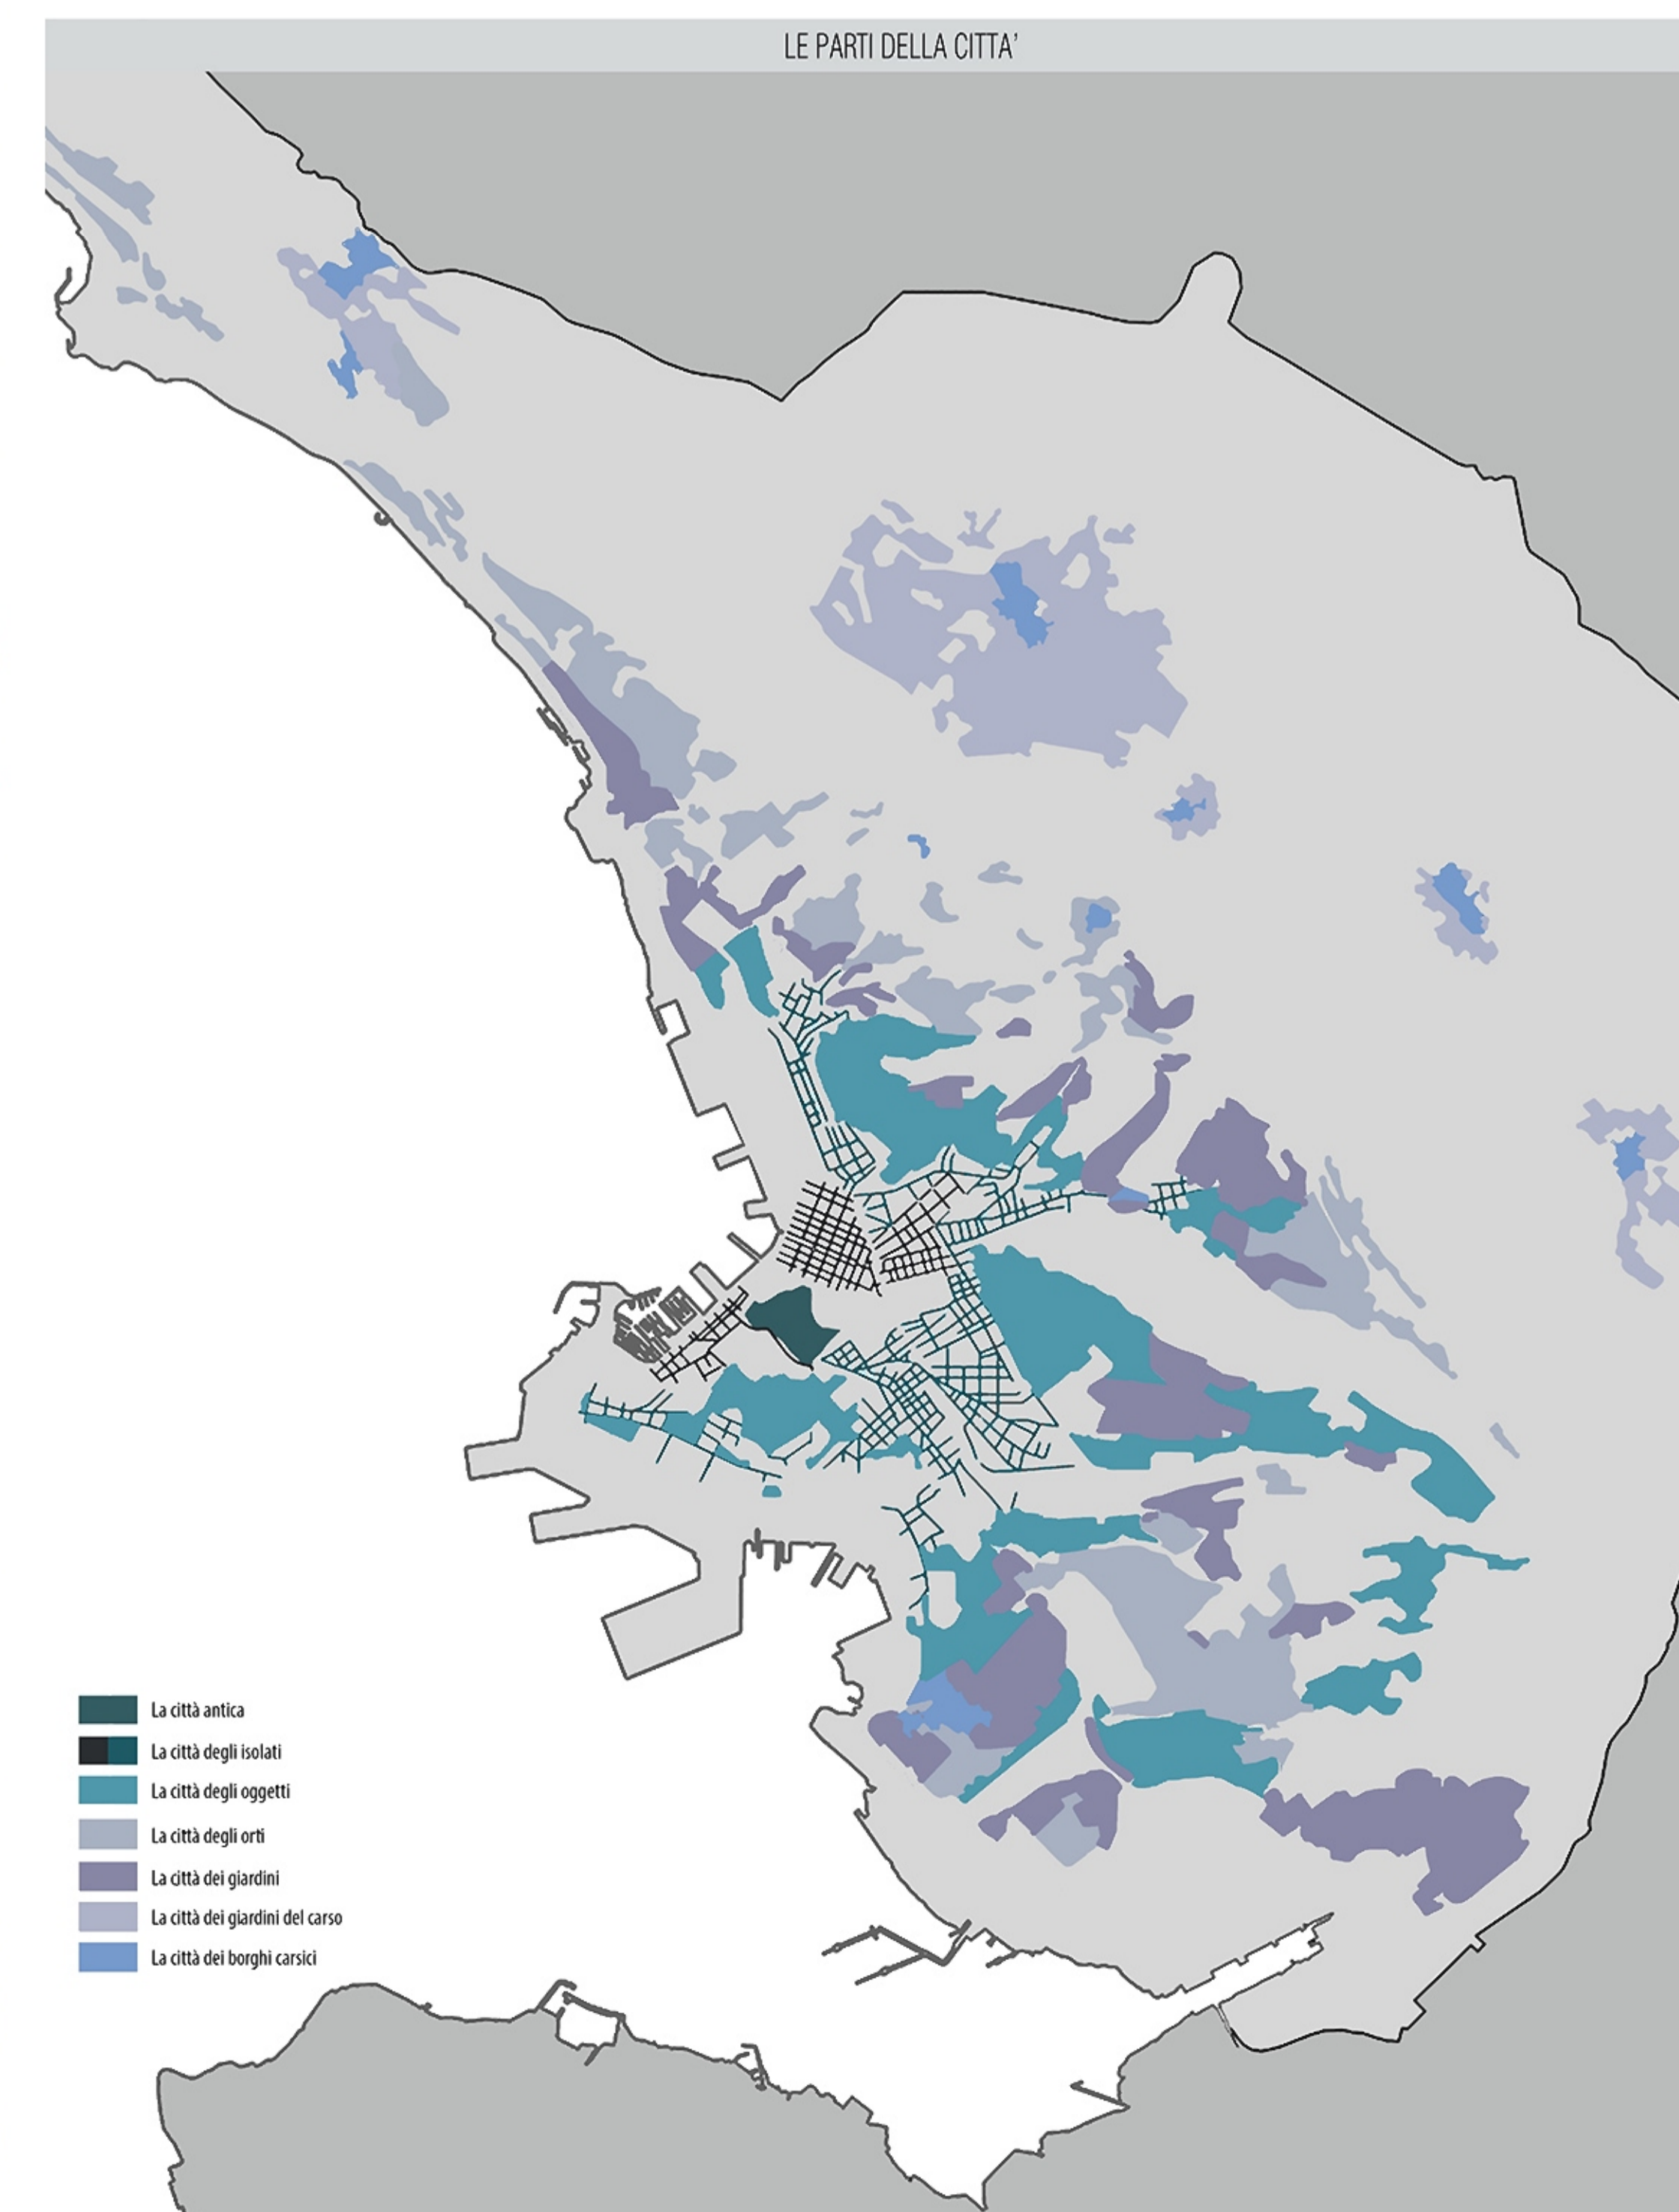 LE PARTI DELLA CITTA'
La città antica
La città degli isolati
La città degli oggetti
La città degli orti
La città dei giardini
La città dei giardini del carso
La città dei borghi carsici